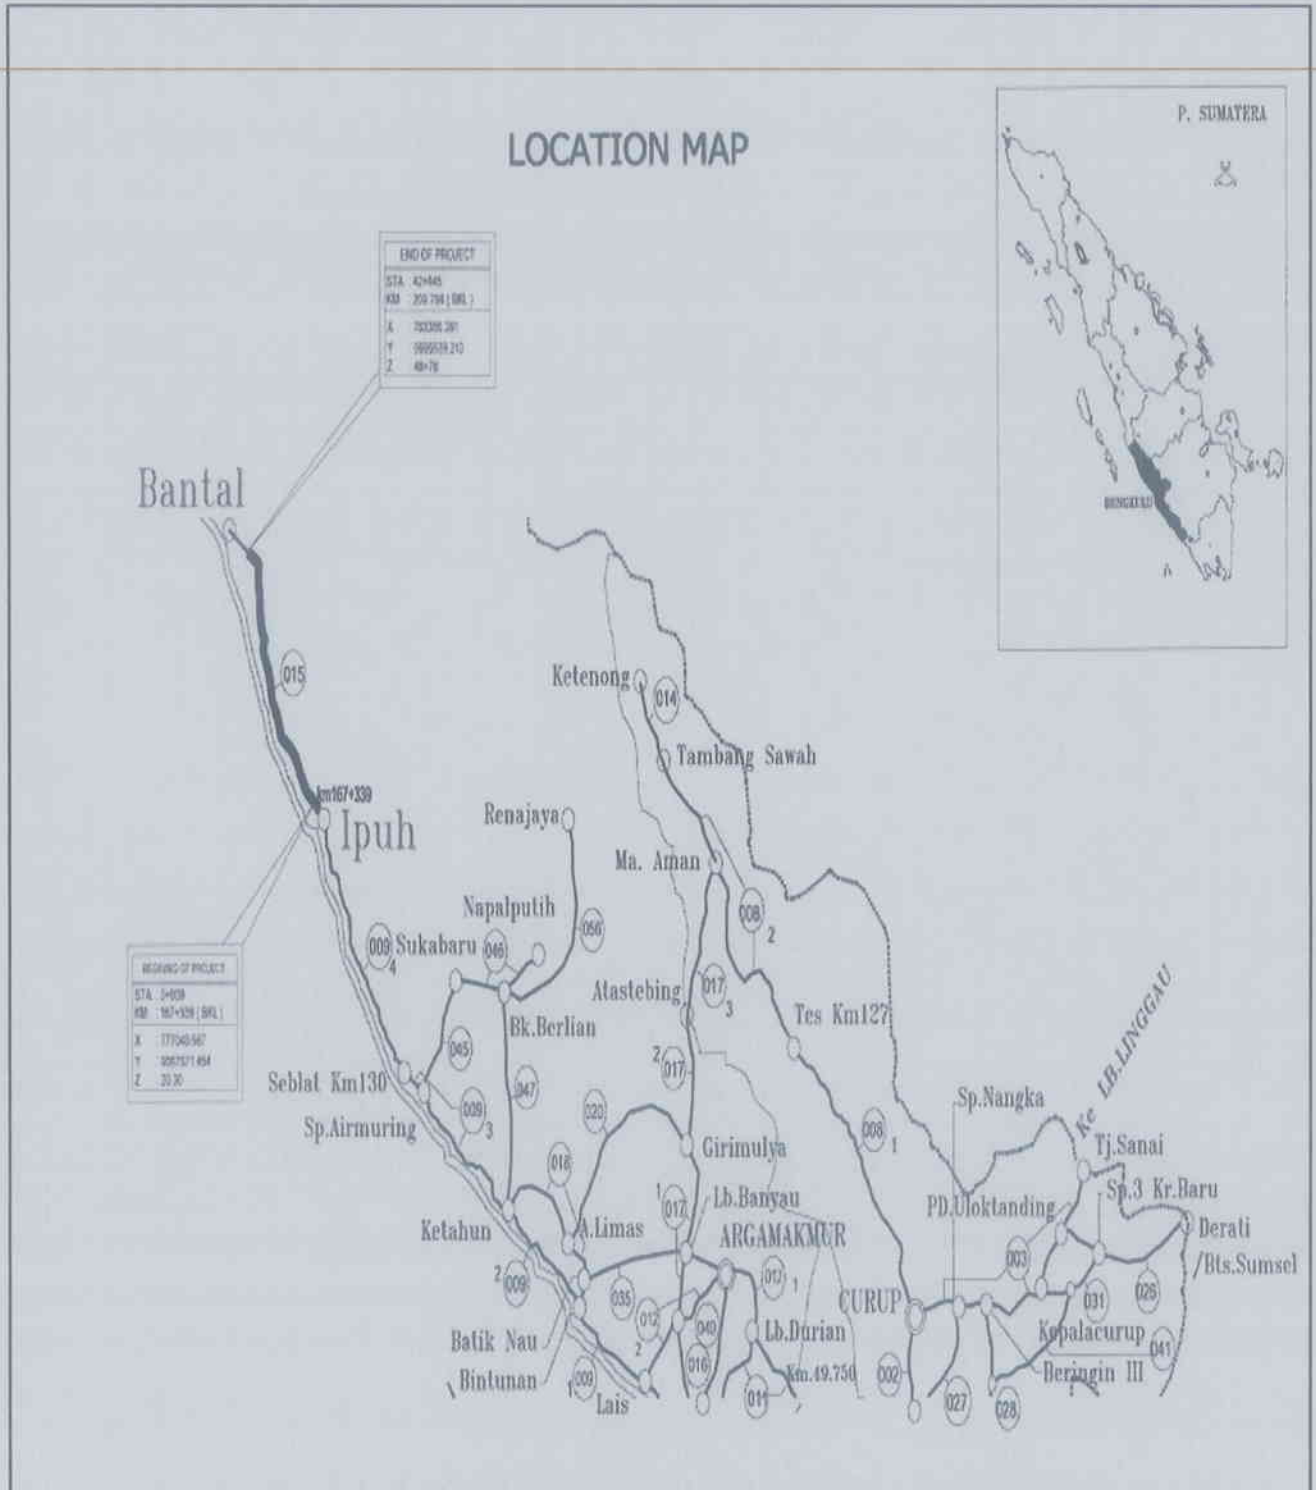 P. SUMATERA
LOCATION MAP
END OF PROJECT
STA
KM
X
Y
Z
Bantal
BENGKULU
015
Ketenong
014
Tambang Sawah
km167+339
Ipuh
Renajaya
Ma. Aman
Napalputih
008
2
056
009
4
Sukabaru
046
PROJECT
STA
KM
X
Y
Z
Atastebing
017
3
Bk.Berlian
Tes Km127
Ke LB.LINGGAU
045
2
017
Seblat Km130
047
Sp.Nangka
009
3
020
Sp.Airmuring
008
1
Girimulya
Tj.Sanai
018
1
017
Lb.Banyau
PD.Uloktanding
Sp.3 Kr.Baru
Ketahun
A.Limas
ARGAMAKMUR
Derati
/Bts.Sumsel
003
2
009
035
1
CURUP
031
026
012
2
040
Lb.Durian
Kepalacurup
041
Batik Nau
016
Km.49.750
002
Beringin III
Bintunan
1
009
Lais
011
027
028